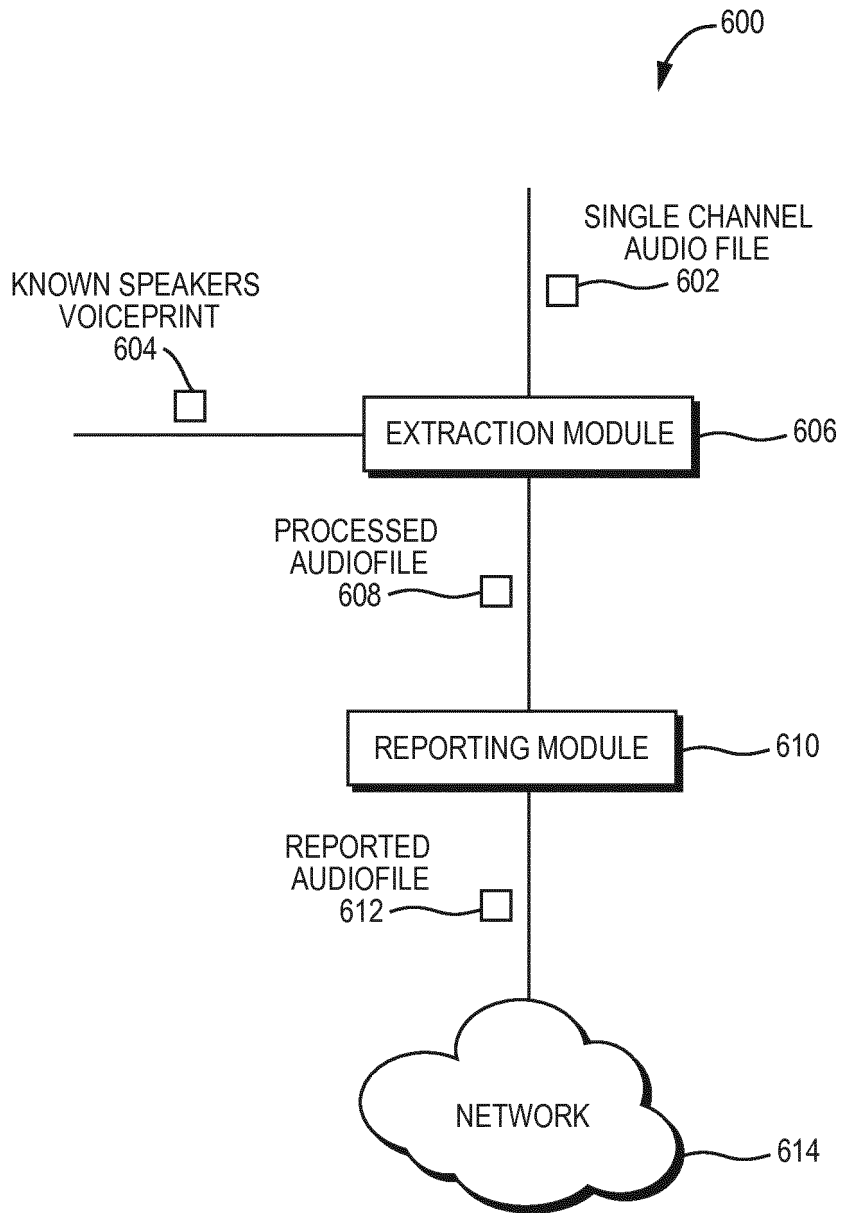 600
SINGLE CHANNEL
AUDIO FILE
602
KNOWN SPEAKERS
VOICEPRINT
604
EXTRACTION MODULE
606
PROCESSED
AUDIOFILE
608
REPORTING MODULE
610
REPORTED
AUDIOFILE
612
NETWORK
614